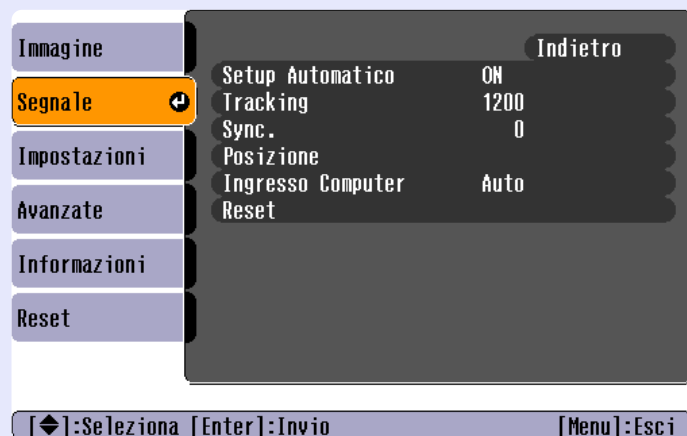 Immagine
Segnale
Impostazioni
Avanzate
Informazioni
Reset
Indietro
Setup Automatico ON
Tracking 1200
Sync. 0
Posizione
Ingresso Computer Auto
Reset
[◆]:Seleziona [Enter]:Invio [Menu]:Esci